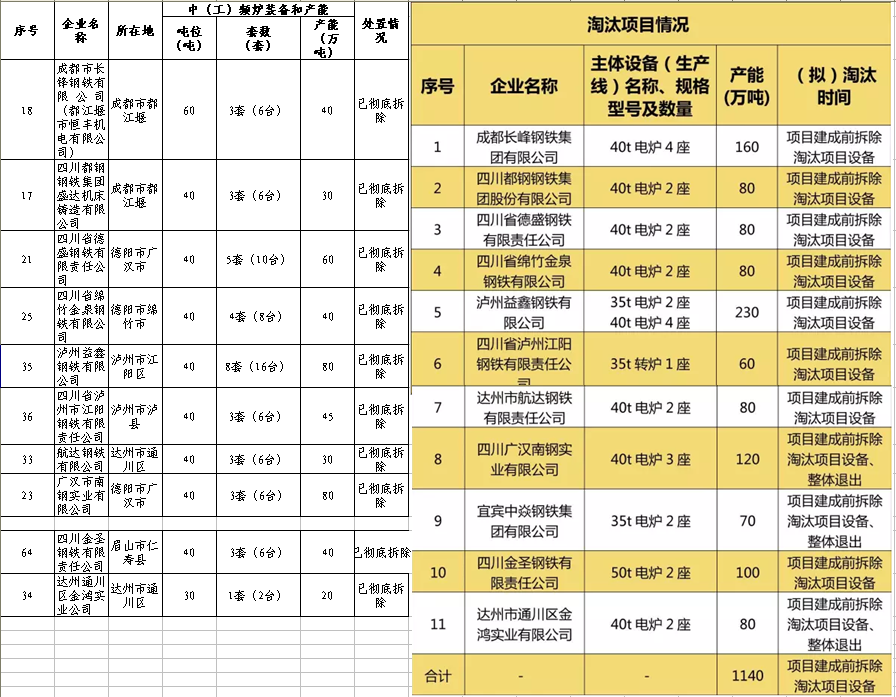 序号
企业名
称
所在地
中（工）频炉装备和产能
吨位
（吨）
套数
（套）
产能
（万
吨）
处置情
况
18
成都市长
锋钢铁有
限公司
（都江堰
市恒丰机
电有限公
司）
成都市都
江堰
60
3套（6台）
40
已彻底拆
除
17
四川都钢
钢铁集团
盛达机床
铸造有限
公司
成都市都
江堰
40
3套（6台）
30
已彻底拆
除
21
四川省德
盛钢铁有
限责任公
司
德阳市广
汉市
40
5套（10台）
60
已彻底拆
除
25
四川省绵
竹金泉钢
铁有限公
司
德阳市绵
竹市
40
4套（8台）
40
已彻底拆
除
35
泸州益鑫
钢铁有限
公司
泸州市江
阳区
40
8套（16台）
80
已彻底拆
除
36
四川省泸
州市江阳
钢铁有限
责任公司
泸州市泸
县
40
3套（6台）
45
已彻底拆
除
33
航达钢铁
有限公司
达州市通
川区
40
3套（6台）
30
已彻底拆
除
23
广汉市南
钢实业有
限公司
德阳市广
汉市
40
3套（6台）
80
已彻底拆
除
64
四川金圣
钢铁有限
责任公司
眉山市仁
寿县
40
3套（6台）
40
已彻底拆除
34
达州通川
区金鸿实
业公司
达州市通
川区
30
1套（2台）
20
已彻底拆
除
淘汰项目情况
序号
企业名称
主体设备（生产
线）名称、规格
型号及数量
产能
(万吨)
（拟）淘汰
时间
1
成都长峰钢铁集
团有限公司
40t 电炉 4 座
160
项目建成前拆除
淘汰项目设备
2
四川都钢钢铁集
团股份有限公司
40t 电炉 2 座
80
项目建成前拆除
淘汰项目设备
3
四川省德盛钢铁
有限责任公司
40t 电炉 2 座
80
项目建成前拆除
淘汰项目设备
4
四川省绵竹金泉
钢铁有限公司
40t 电炉 2 座
80
项目建成前拆除
淘汰项目设备
5
泸州益鑫钢铁有
限公司
35t 电炉 2 座
40t 电炉 4 座
230
项目建成前拆除
淘汰项目设备
6
四川省泸州江阳
钢铁有限责任公
司
35t 转炉 1 座
60
项目建成前拆除
淘汰项目设备
7
达州市航达钢铁
有限责任公司
40t 电炉 2 座
80
项目建成前拆除
淘汰项目设备
8
四川广汉南钢实
业有限公司
40t 电炉 3 座
120
项目建成前拆除
淘汰项目设备、
整体退出
9
宜宾中焱钢铁集
团有限公司
35t 电炉 2 座
70
项目建成前拆除
淘汰项目设备、
整体退出
10
四川金圣钢铁有
限责任公司
50t 电炉 2 座
100
项目建成前拆除
淘汰项目设备
11
达州市通川区金
鸿实业有限公司
40t 电炉 2 座
80
项目建成前拆除
淘汰项目设备、
整体退出
合计
-
-
1140
项目建成前拆除
淘汰项目设备